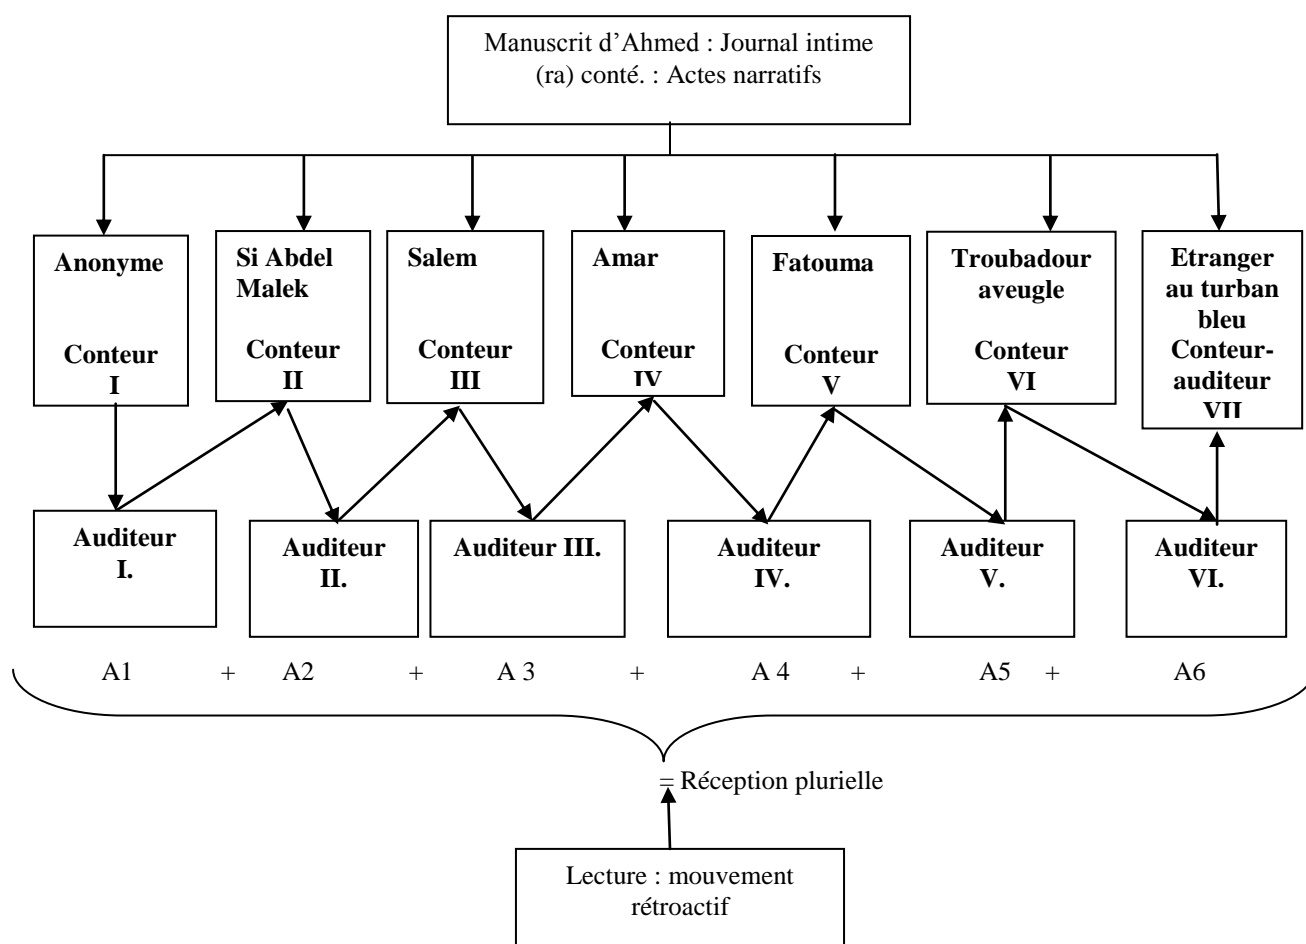 Manuscrit d’Ahmed : Journal intime
(ra) conté. : Actes narratifs
Anonyme
Conteur
I
Si Abdel
Malek
Conteur
II
Salem
Conteur
III
Amar
Conteur
IV
Fatouma
Conteur
V
Troubadour
aveugle
Conteur
VI
Etranger
au turban
bleu
Conteur-
auditeur
VII
Auditeur
I.
Auditeur
II.
Auditeur III.
Auditeur
IV.
Auditeur
V.
Auditeur
VI.
A1 + A2 + A 3 + A 4 + A5 + A6
= Réception plurielle
Lecture : mouvement
rétroactif